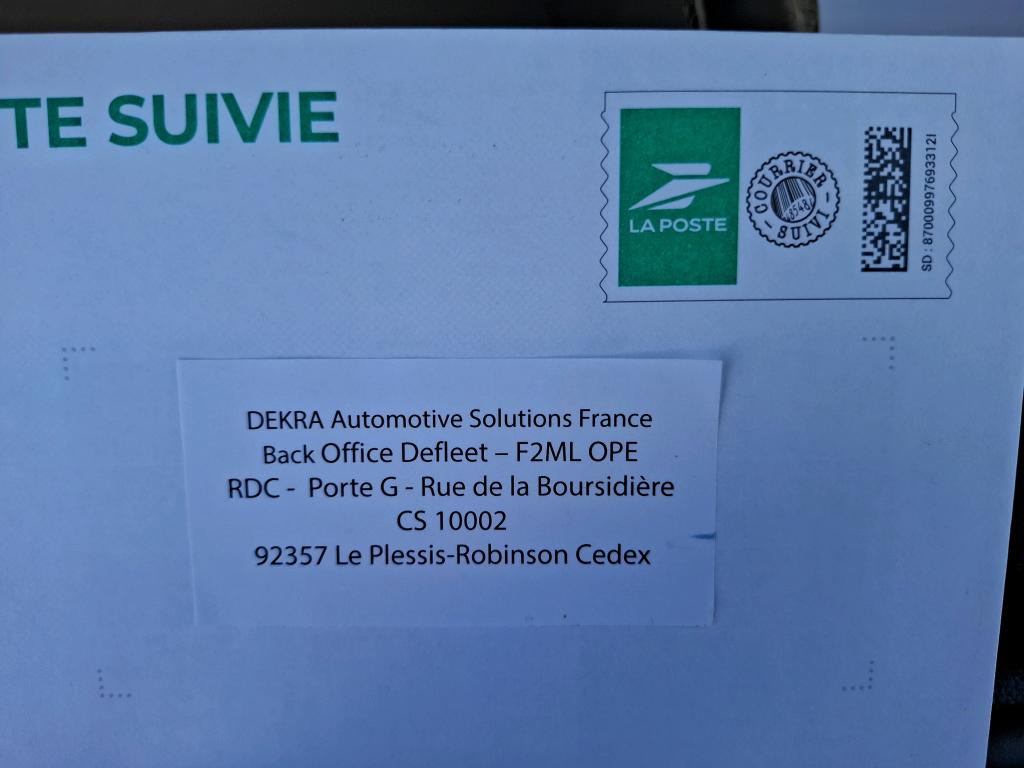 TE SUIVIE
LA POSTE
COURRIER
SUIVI
SD : 87000997693312I
DEKRA Automotive Solutions France
Back Office Defleet – F2ML OPE
RDC - Porte G - Rue de la Boursidière
CS 10002
92357 Le Plessis-Robinson Cedex